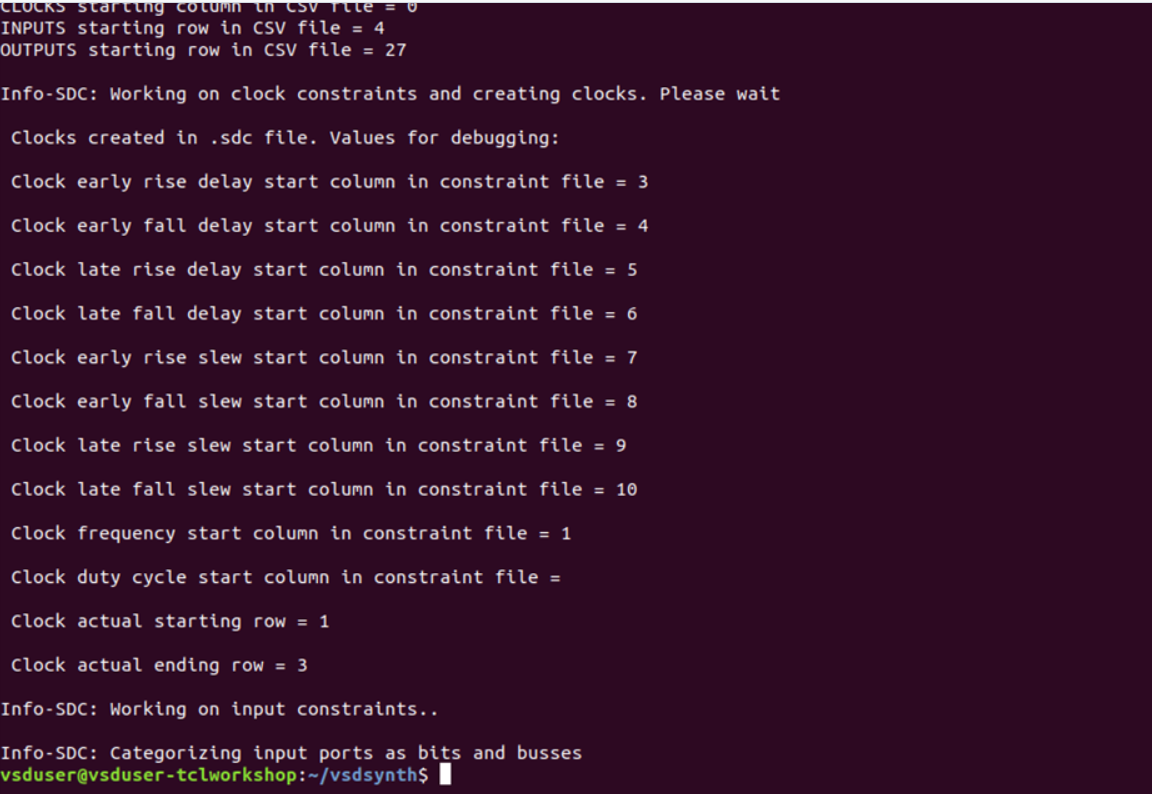 CLOCKS starting column in CSV file = 0
INPUTS starting row in CSV file = 4
OUTPUTS starting row in CSV file = 27
Info-SDC: Working on clock constraints and creating clocks. Please wait
Clocks created in .sdc file. Values for debugging:
Clock early rise delay start column in constraint file = 3
Clock early fall delay start column in constraint file = 4
Clock late rise delay start column in constraint file = 5
Clock late fall delay start column in constraint file = 6
Clock early rise slew start column in constraint file = 7
Clock early fall slew start column in constraint file = 8
Clock late rise slew start column in constraint file = 9
Clock late fall slew start column in constraint file = 10
Clock frequency start column in constraint file = 1
Clock duty cycle start column in constraint file =
Clock actual starting row = 1
Clock actual ending row = 3
Info-SDC: Working on input constraints..
Info-SDC: Categorizing input ports as bits and busses
vsduser@vsduser-tclworkshop:~/vsdsynth$